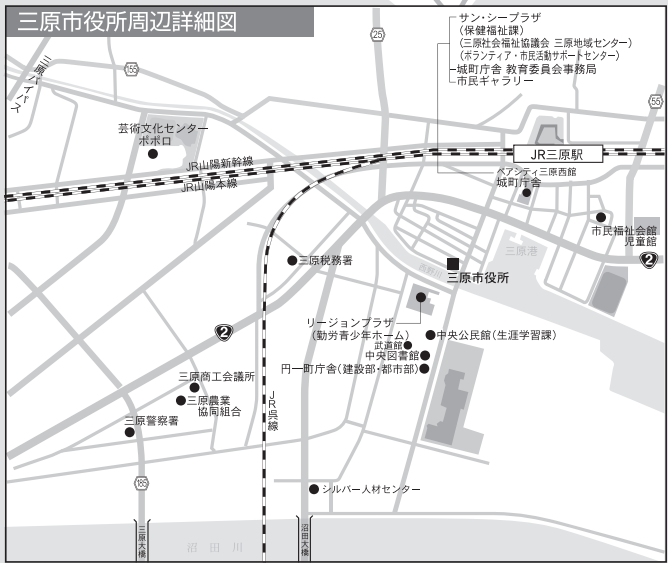 三原市役所周辺詳細図
サン・シープラザ
(保健福祉課)
(三原社会福祉協議会 三原地域センター)
(ボランティア・市民活動サポートセンター)
城町庁舎 教育委員会事務局
市民ギャラリー
25
155
55
三原バイパス
芸術文化センター
ポポロ
JR山陽新幹線
JR山陽本線
JR三原駅
ペアシティ三原西館
城町庁舎
市民福祉会館
児童館
三原港
2
三原税務署
西野川
三原市役所
リージョンプラザ
(勤労青少年ホーム)
中央公民館(生涯学習課)
武道館
中央図書館
円一町庁舎(建設部・都市部)
2
三原商工会議所
三原農業
協同組合
三原警察署
JR呉線
185
シルバー人材センター
三原大橋
沼田川
沼田大橋